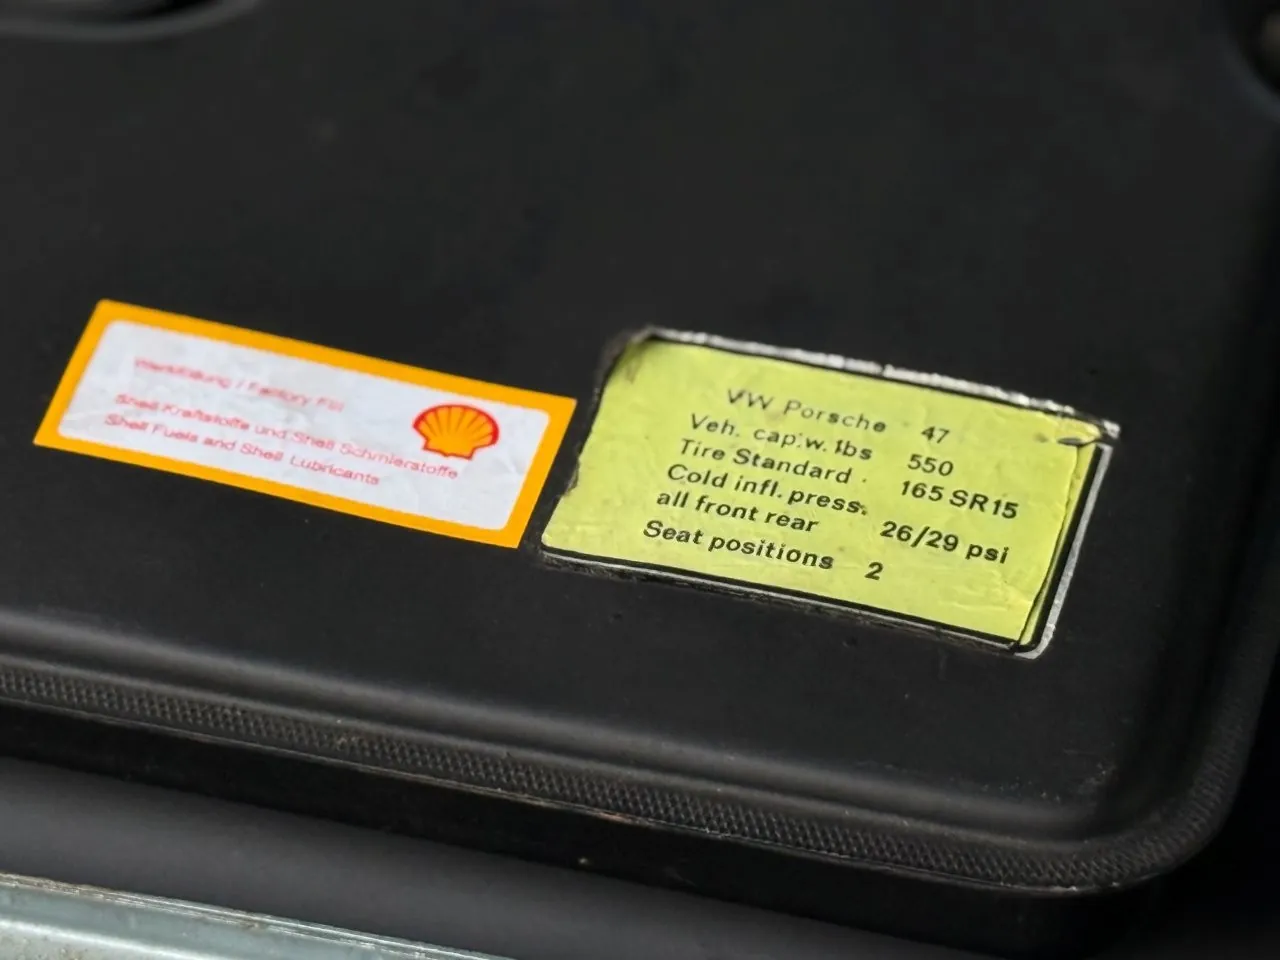 Werkfüllung / Factory Fill
Shell Kraftstoffe und Shell Schmierstoffe
Shell Fuels and Shell Lubricants
VW Porsche 47
Veh. cap.w. lbs 550
Tire Standard 165 SR15
Cold infl. press.
all front rear 26/29 psi
Seat positions 2